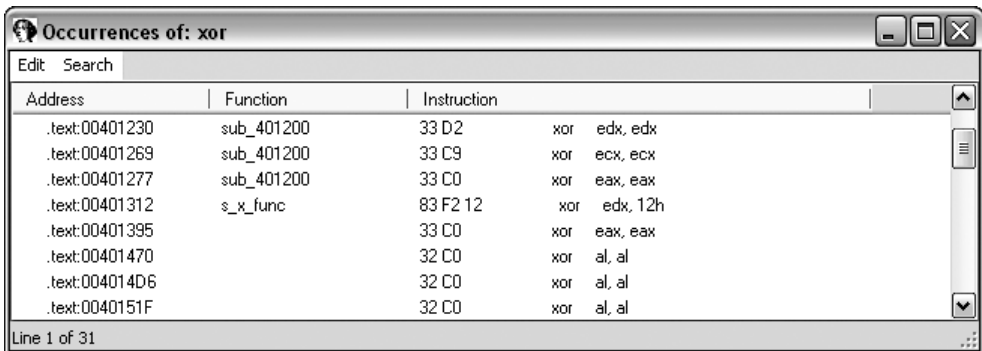 Occurrences of: xor
Edit Search
Address Function Instruction
.text:00401230 sub_401200 33 D2 xor edx, edx
.text:00401269 sub_401200 33 C9 xor ecx, ecx
.text:00401277 sub_401200 33 C0 xor eax, eax
.text:00401312 s_x_func 83 F2 12 xor edx, 12h
.text:00401395 33 C0 xor eax, eax
.text:00401470 32 C0 xor al, al
.text:004014D6 32 C0 xor al, al
.text:0040151F 32 C0 xor al, al
Line 1 of 31